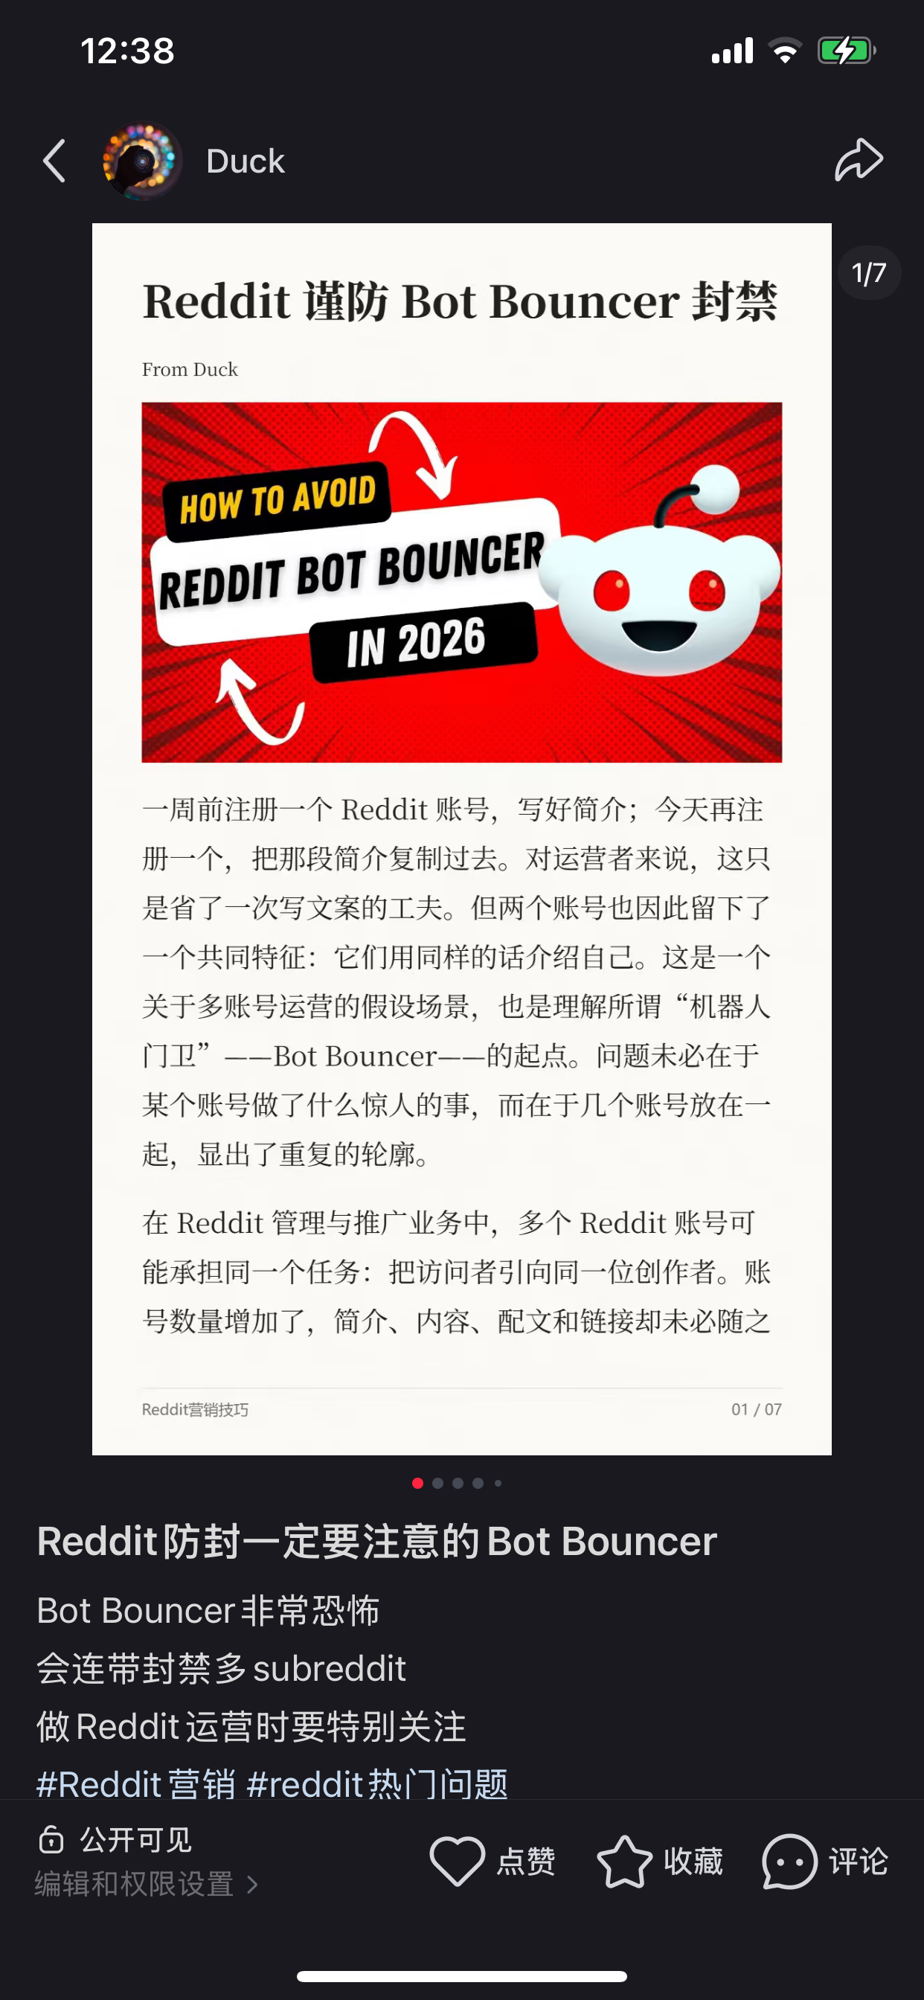 12:38
Duck
1/7
Reddit 谨防 Bot Bouncer 封禁
From Duck
HOW TO AVOID
REDDIT BOT BOUNCER
IN 2026
一周前注册一个 Reddit 账号，写好简介；今天再注
册一个，把那段简介复制过去。对运营者来说，这只
是省了一次写文案的工夫。但两个账号也因此留下了
一个共同特征：它们用同样的话介绍自己。这是一个
关于多账号运营的假设场景，也是理解所谓“机器人
门卫”——Bot Bouncer——的起点。问题未必在于
某个账号做了什么惊人的事，而在于几个账号放在一
起，显出了重复的轮廓。
在 Reddit 管理与推广业务中，多个 Reddit 账号可
能承担同一个任务：把访问者引向同一位创作者。账
号数量增加了，简介、内容、配文和链接却未必随之
Reddit营销技巧
01 / 07
Reddit防封一定要注意的Bot Bouncer
Bot Bouncer非常恐怖
会连带封禁多subreddit
做Reddit运营时要特别关注
#Reddit营销 #reddit热门问题
公开可见
编辑和权限设置
点赞
收藏
评论